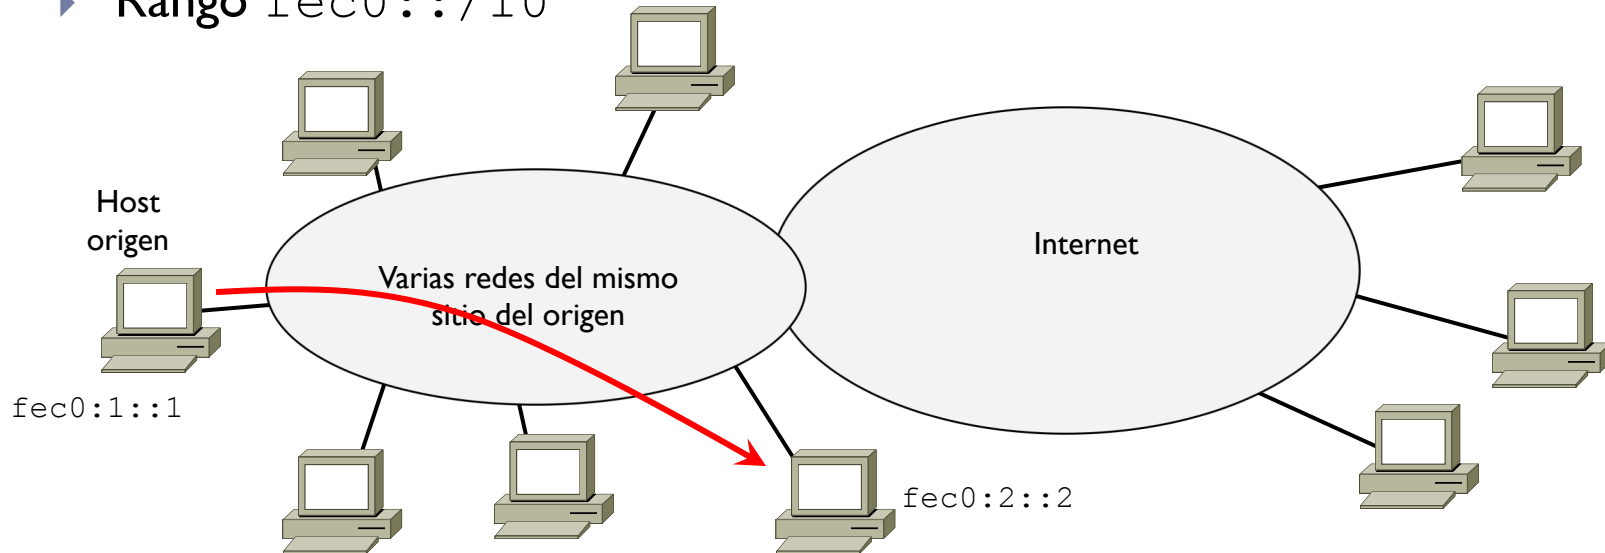 Rango fec0::/10
Host
origen
Varias redes del mismo
sitio del origen
Internet
fec0:1::1
fec0:2::2